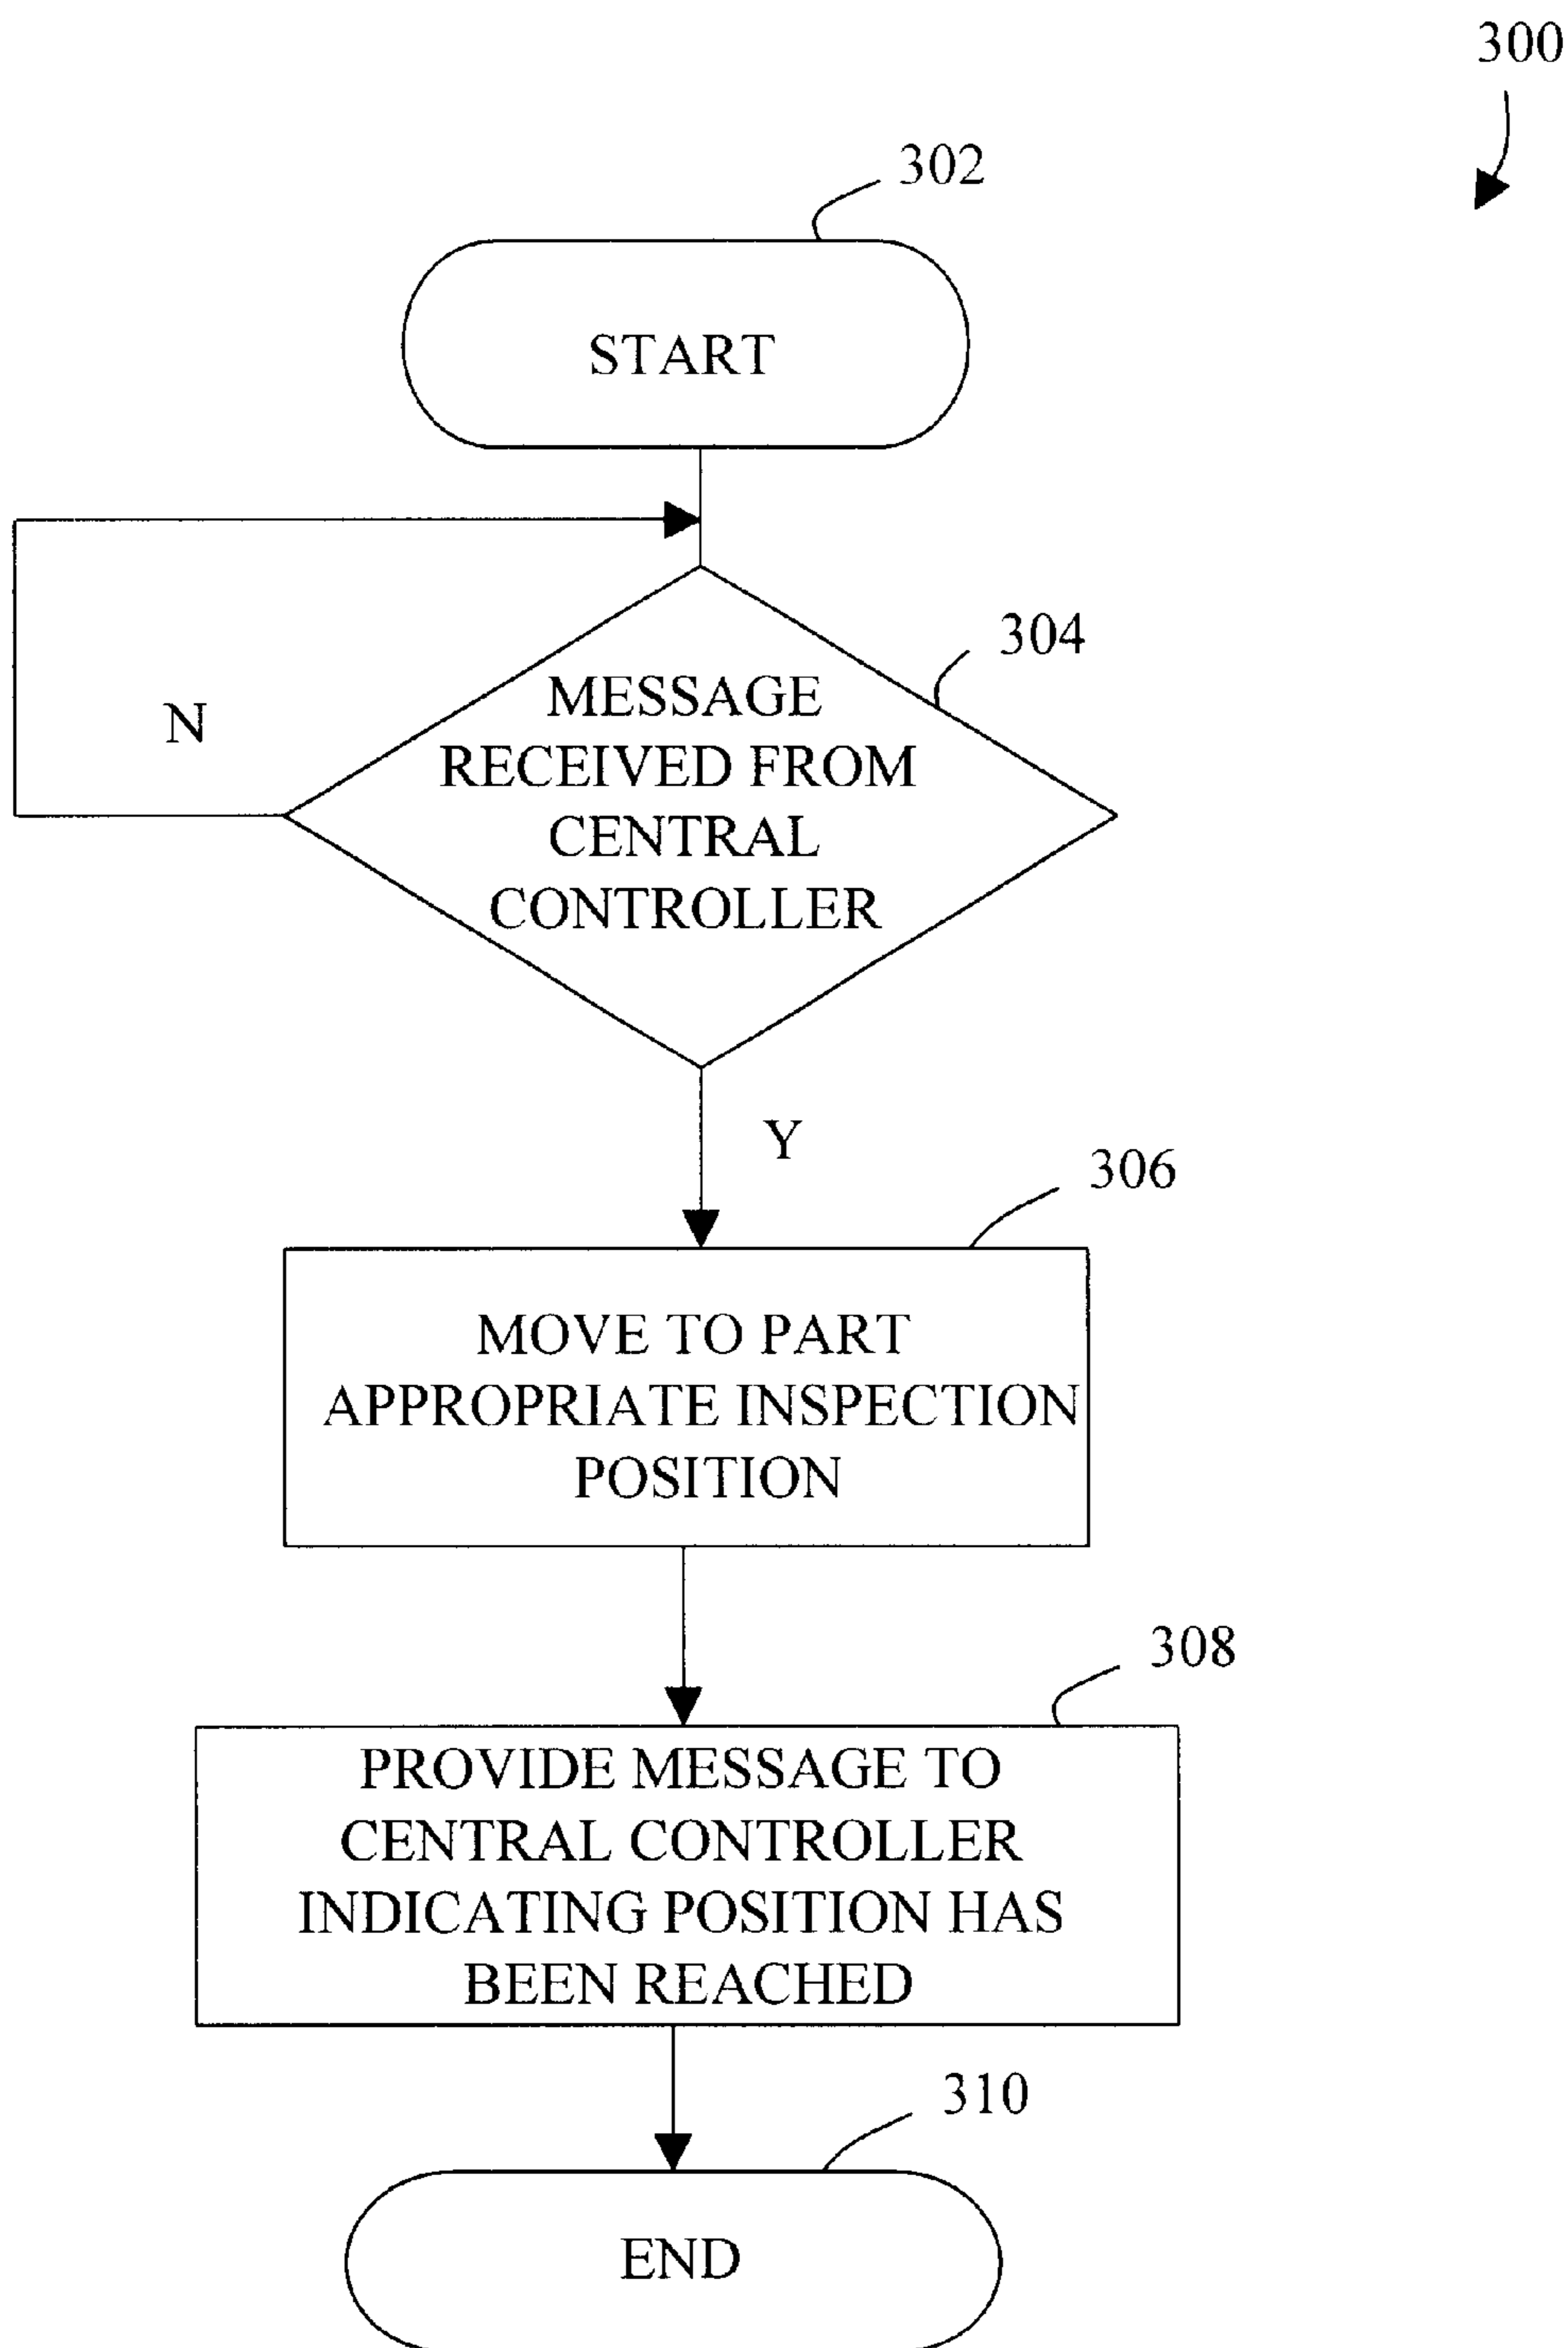 300
302
START
304
MESSAGE
RECEIVED FROM
CENTRAL
CONTROLLER
N
Y
306
MOVE TO PART
APPROPRIATE INSPECTION
POSITION
308
PROVIDE MESSAGE TO
CENTRAL CONTROLLER
INDICATING POSITION HAS
BEEN REACHED
310
END